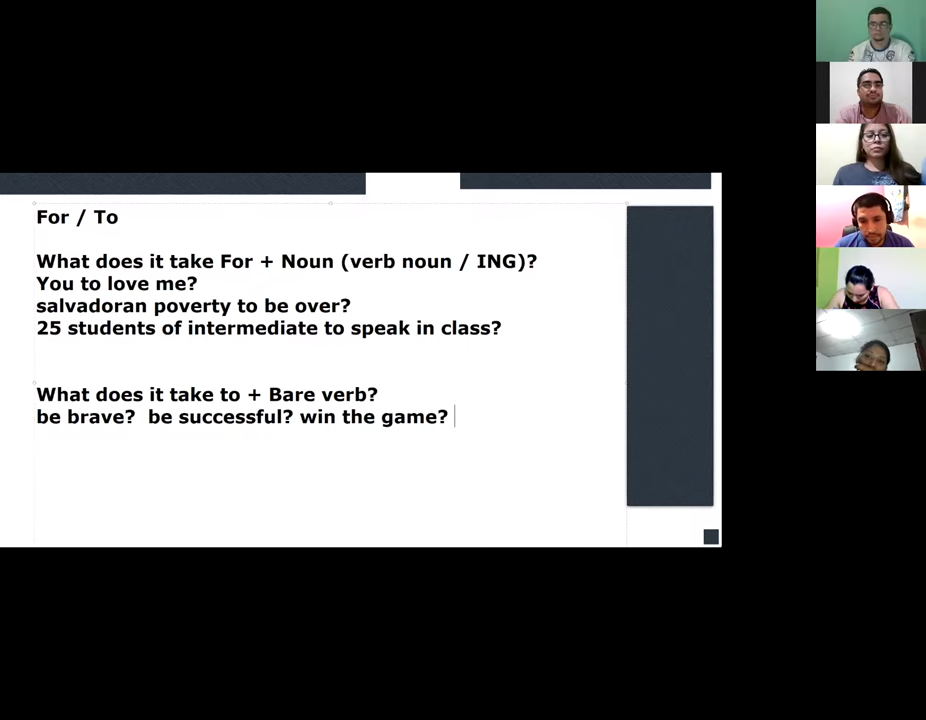 For / To
What does it take For + Noun (verb noun / ING)?
You to love me?
salvadoran poverty to be over?
25 students of intermediate to speak in class?
What does it take to + Bare verb?
be brave?  be successful? win the game?